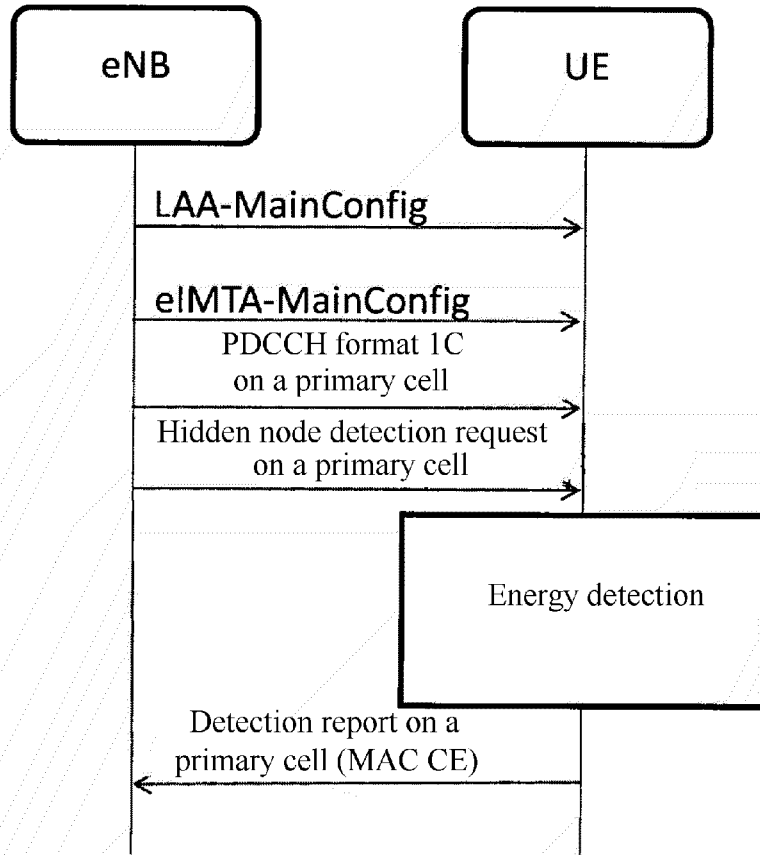 eNB
UE
LAA-MainConfig
eIMTA-MainConfig
PDCCH format 1C
on a primary cell
Hidden node detection request
on a primary cell
Energy detection
Detection report on a
primary cell (MAC CE)